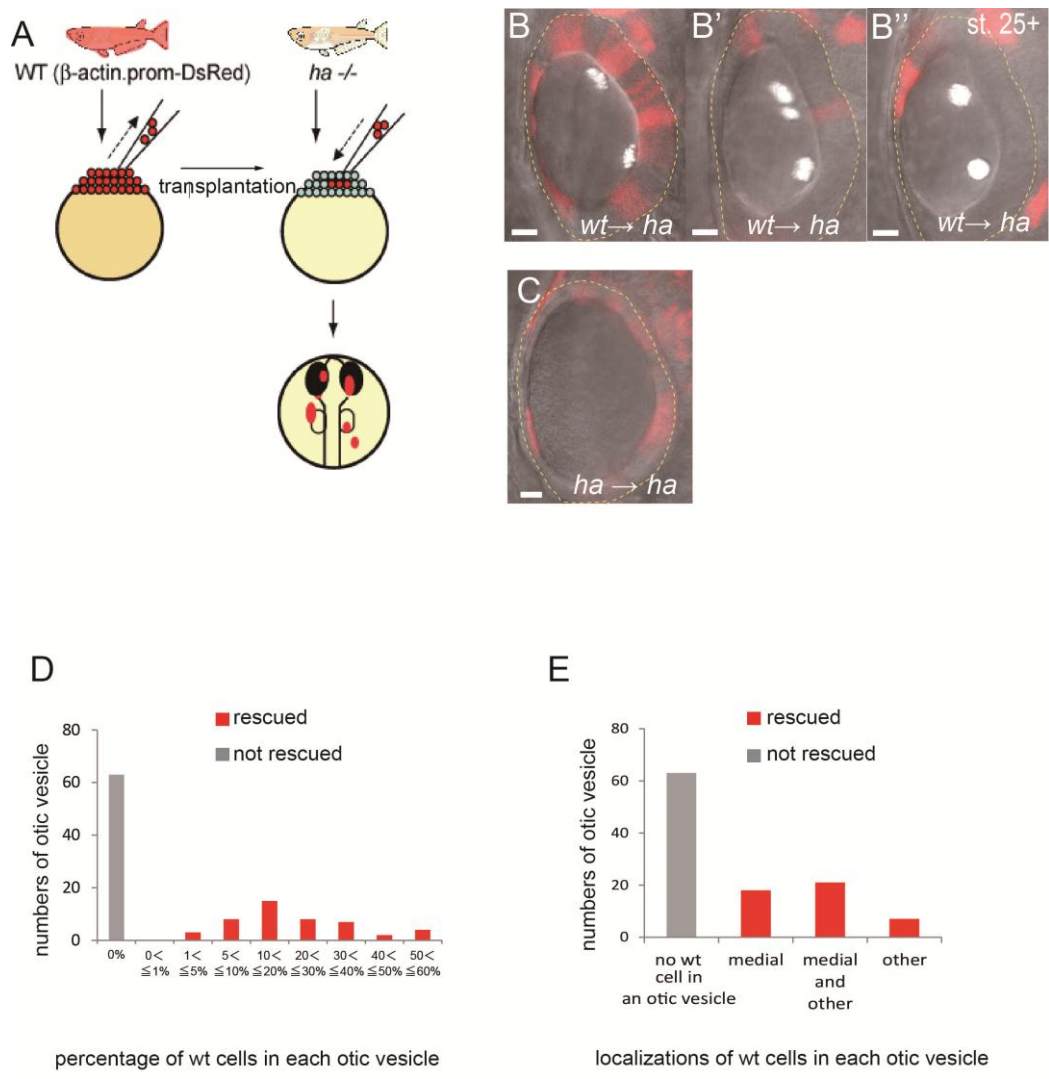 A
WT (β-actin.prom-DsRed)
ha -/-
transplantation
B
wt→ ha
B'
wt→ ha
B''
st. 25+
wt→ ha
C
ha → ha
D
rescued
not rescued
numbers of otic vesicle
80
60
40
20
0
0%
0<
≦1%
1<
≦5%
5<
≦10%
10<
≦20%
20<
≦30%
30<
≦40%
40<
≦50%
50<
≦60%
percentage of wt cells in each otic vesicle
E
rescued
not rescued
numbers of otic vesicle
80
60
40
20
0
no wt
cell in
an otic vesicle
medial
medial
and
other
other
localizations of wt cells in each otic vesicle